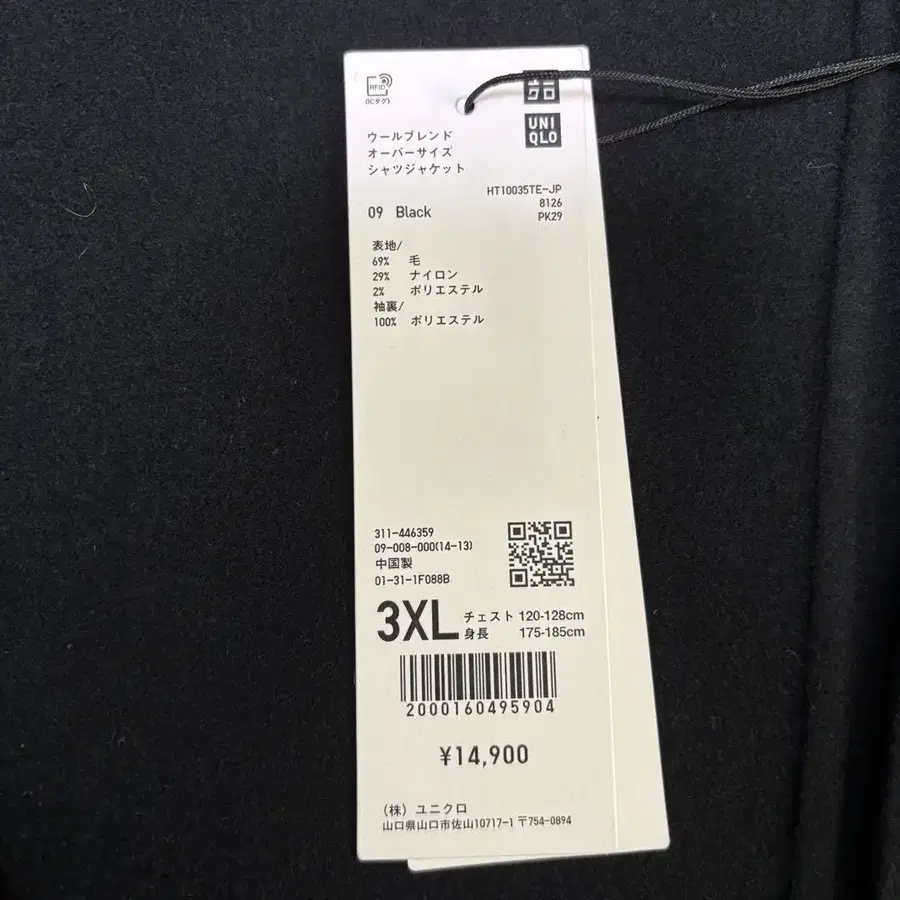 RFID
(ICタグ)
ユニ
クロ
UNI
QLO
ウールブレンド
オーバーサイズ
シャツジャケット
HT10035TE-JP
8126
PK29
09 Black
表地/
69% 毛
29% ナイロン
2% ポリエステル
袖裏/
100% ポリエステル
311-446359
09-008-000(14-13)
中国製
01-31-1F088B
3XL
チェスト 120-128cm
身長 175-185cm
2000160495904
¥14,900
(株) ユニクロ
山口県山口市佐山10717-1 〒754-0894